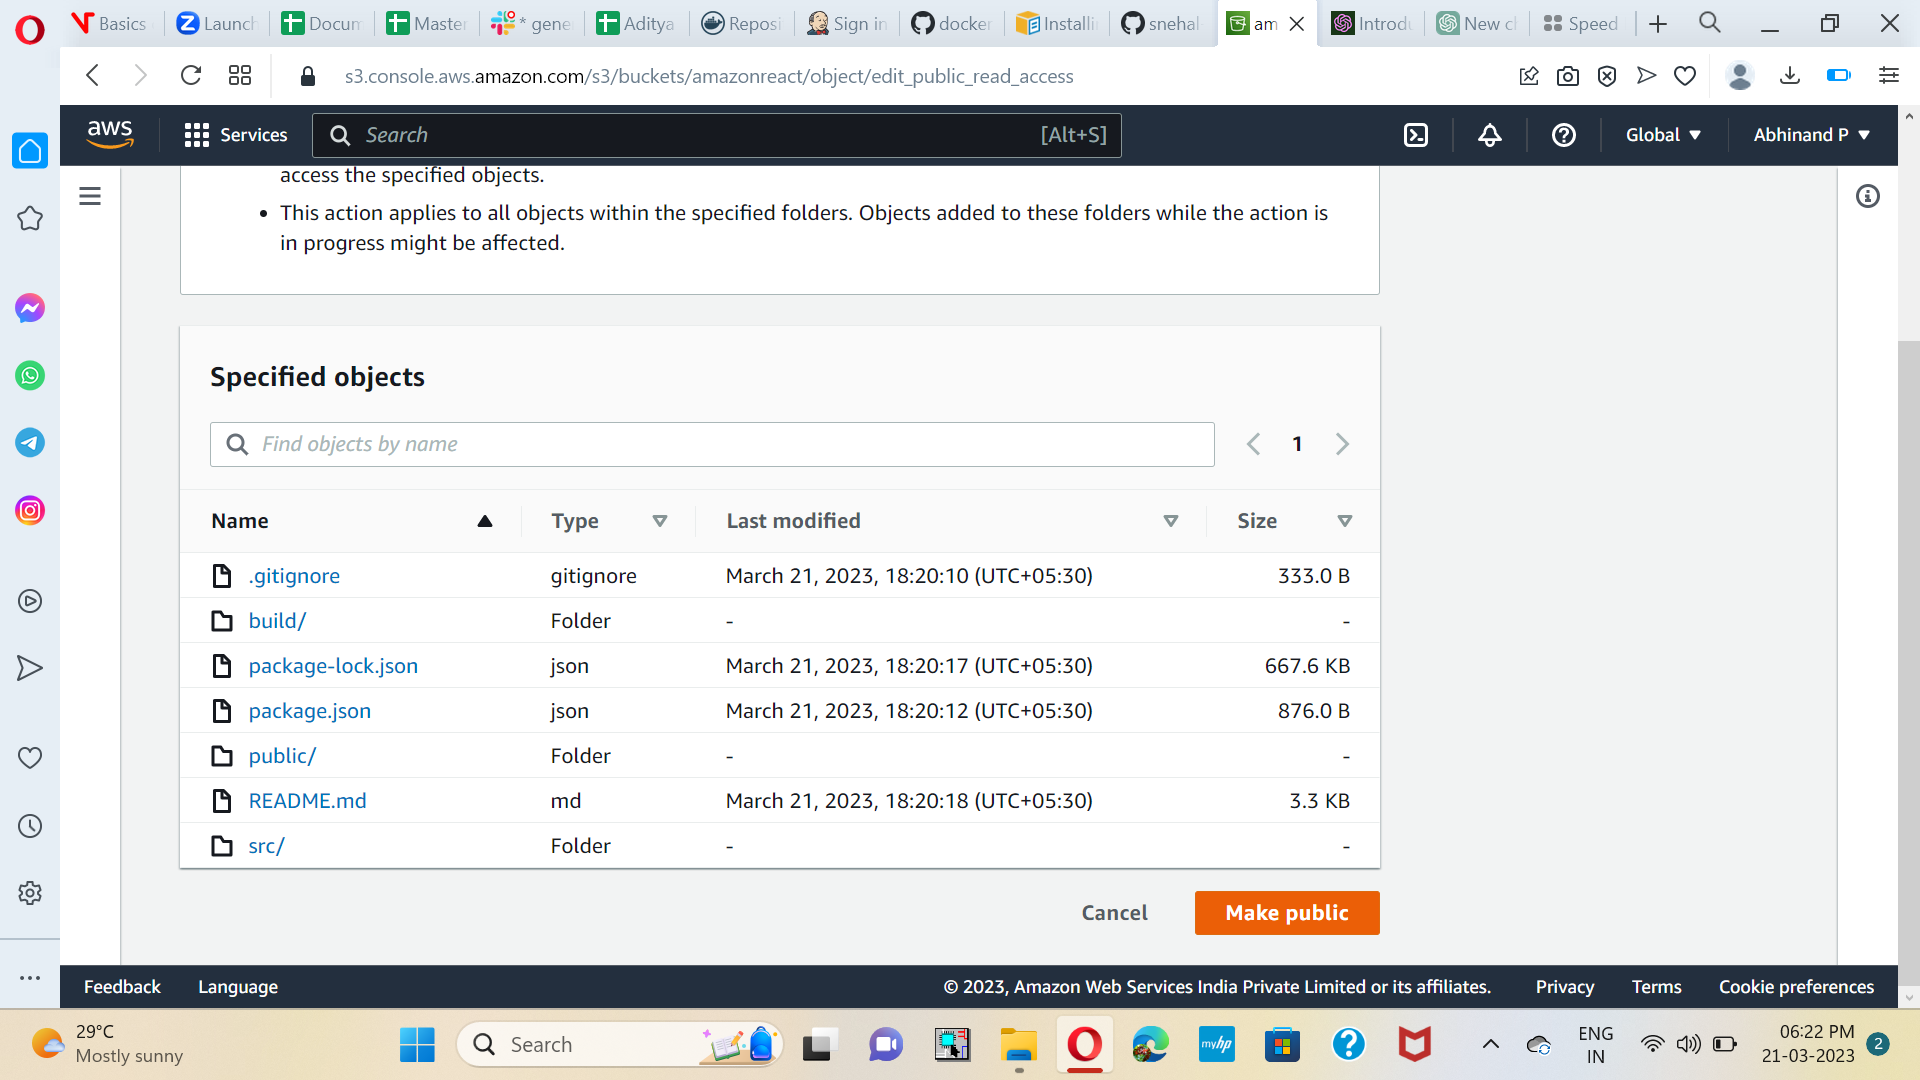 Basics
Launch
Docum
Master
* gene
Aditya
Reposi
Sign in
docker
Installi
snehal
am
Introdu
New ch
Speed
s3.console.aws.amazon.com/s3/buckets/amazonreact/object/edit_public_read_access
aws
Services
Search
[Alt+S]
Global
Abhinand P
access the specified objects.
• This action applies to all objects within the specified folders. Objects added to these folders while the action is
in progress might be affected.
Specified objects
Find objects by name
1
Name Type Last modified Size
.gitignore gitignore March 21, 2023, 18:20:10 (UTC+05:30) 333.0 B
build/ Folder - -
package-lock.json json March 21, 2023, 18:20:17 (UTC+05:30) 667.6 KB
package.json json March 21, 2023, 18:20:12 (UTC+05:30) 876.0 B
public/ Folder - -
README.md md March 21, 2023, 18:20:18 (UTC+05:30) 3.3 KB
src/ Folder - -
Cancel
Make public
Feedback
Language
© 2023, Amazon Web Services India Private Limited or its affiliates.
Privacy
Terms
Cookie preferences
29°C
Mostly sunny
Search
myhp
ENG
IN
06:22 PM
21-03-2023
2